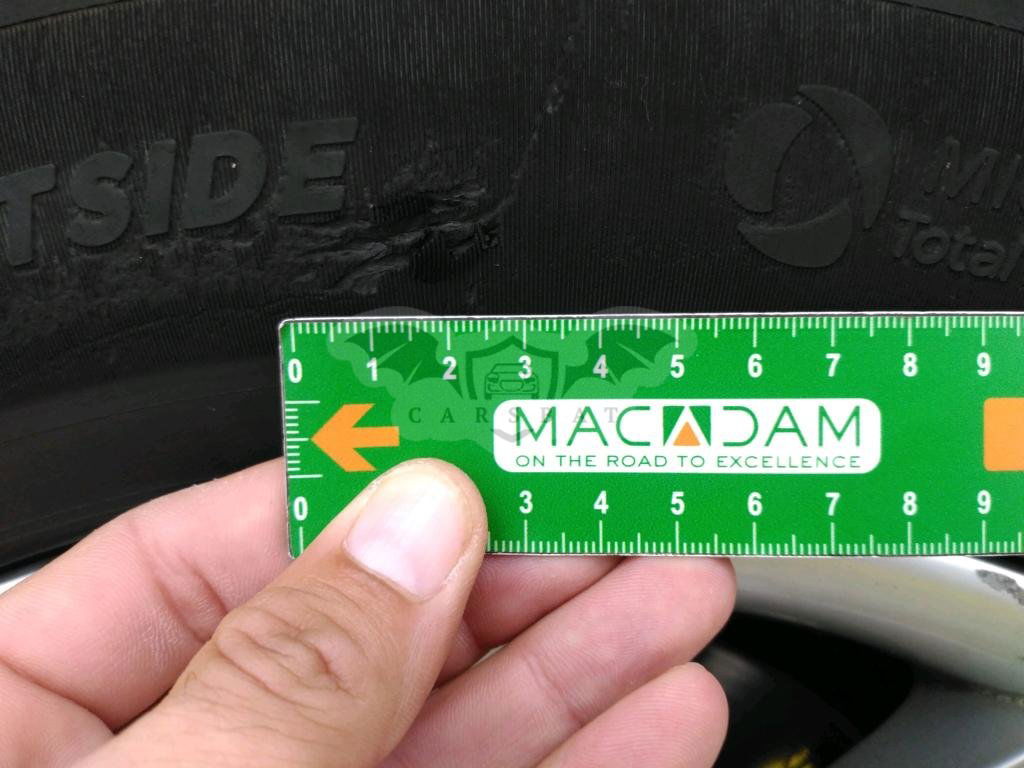 TSIDE
Total
0 1 2 3 4 5 6 7 8 9
CARSBAT
MACADAM
ON THE ROAD TO EXCELLENCE
0 3 4 5 6 7 8 9